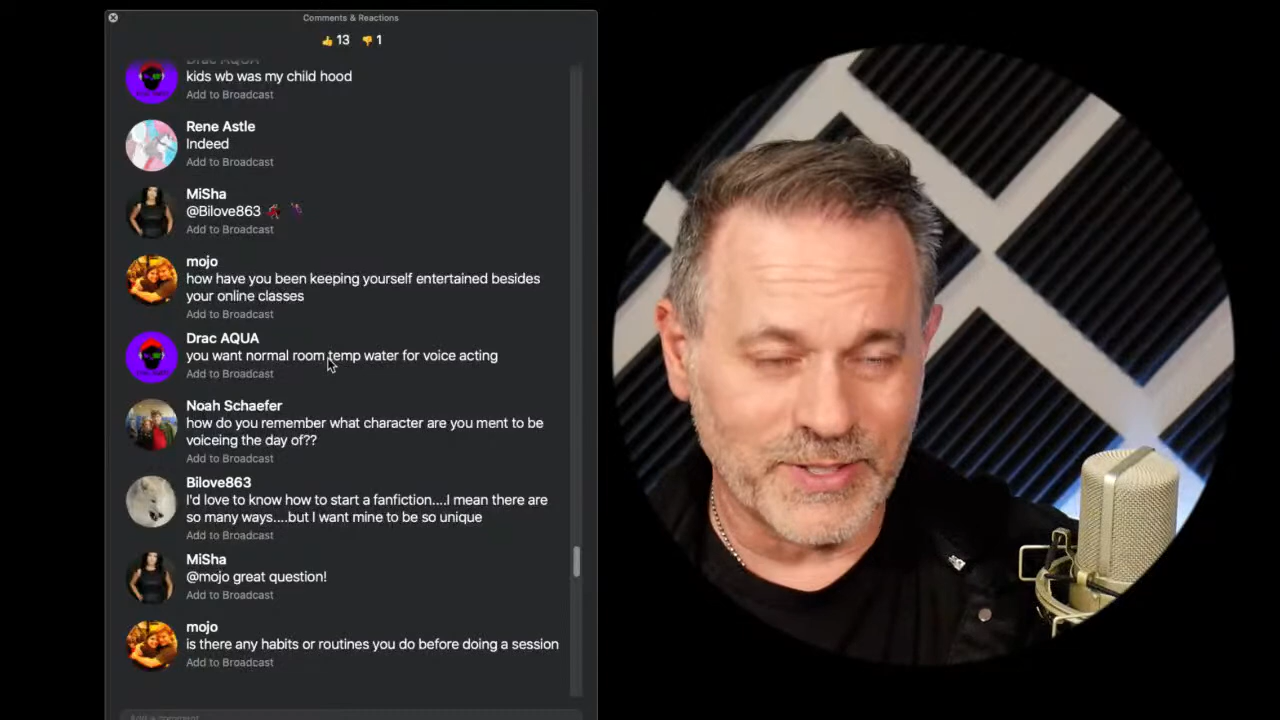 Comments & Reactions
👍 13 👎 1
Drac AQUA
kids wb was my child hood
Add to Broadcast
Rene Astle
Indeed
Add to Broadcast
MiSha
@Bilove863 💃 🕺
Add to Broadcast
mojo
how have you been keeping yourself entertained besides
your online classes
Add to Broadcast
Drac AQUA
you want normal room temp water for voice acting
Add to Broadcast
Noah Schaefer
how do you remember what character are you ment to be
voiceing the day of??
Add to Broadcast
Bilove863
I'd love to know how to start a fanfiction....I mean there are
so many ways....but I want mine to be so unique
Add to Broadcast
MiSha
@mojo great question!
Add to Broadcast
mojo
is there any habits or routines you do before doing a session
Add to Broadcast
Add a comment